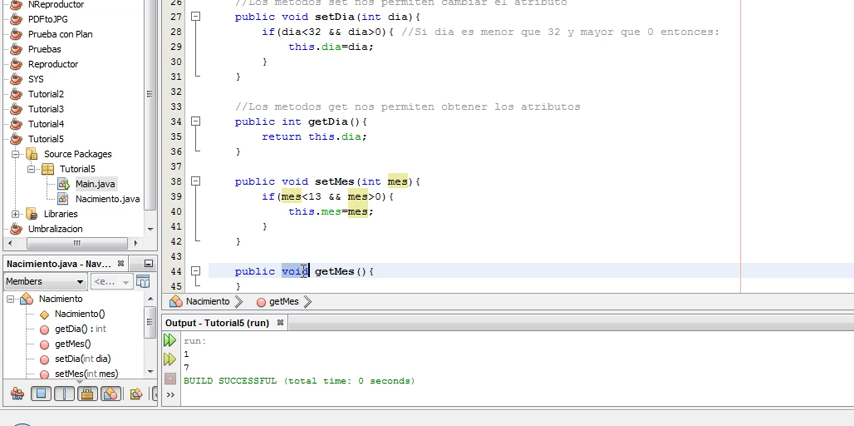 NReproductor
PDFtoJPG
Prueba con Plan
Pruebas
Reproductor
SYS
Tutorial2
Tutorial3
Tutorial4
Tutorial5
Source Packages
Tutorial5
Main.java
Nacimiento.java
Libraries
Umbralizacion
Nacimiento.java - Nav...
Members
<e...
Nacimiento
Nacimiento()
getDia() : int
getMes()
setDia(int dia)
setMes(int mes)
26 //Los metodos set nos permiten cambiar el atributo
27 public void setDia(int dia){
28 if(dia<32 && dia>0){ //Si dia es menor que 32 y mayor que 0 entonces:
29 this.dia=dia;
30 }
31 }
32
33 //Los metodos get nos permiten obtener los atributos
34 public int getDia(){
35 return this.dia;
36 }
37
38 public void setMes(int mes){
39 if(mes<13 && mes>0){
40 this.mes=mes;
41 }
42 }
43
44 public void getMes(){
45 }
Nacimiento getMes
Output - Tutorial5 (run)
run:
1
7
BUILD SUCCESSFUL (total time: 0 seconds)